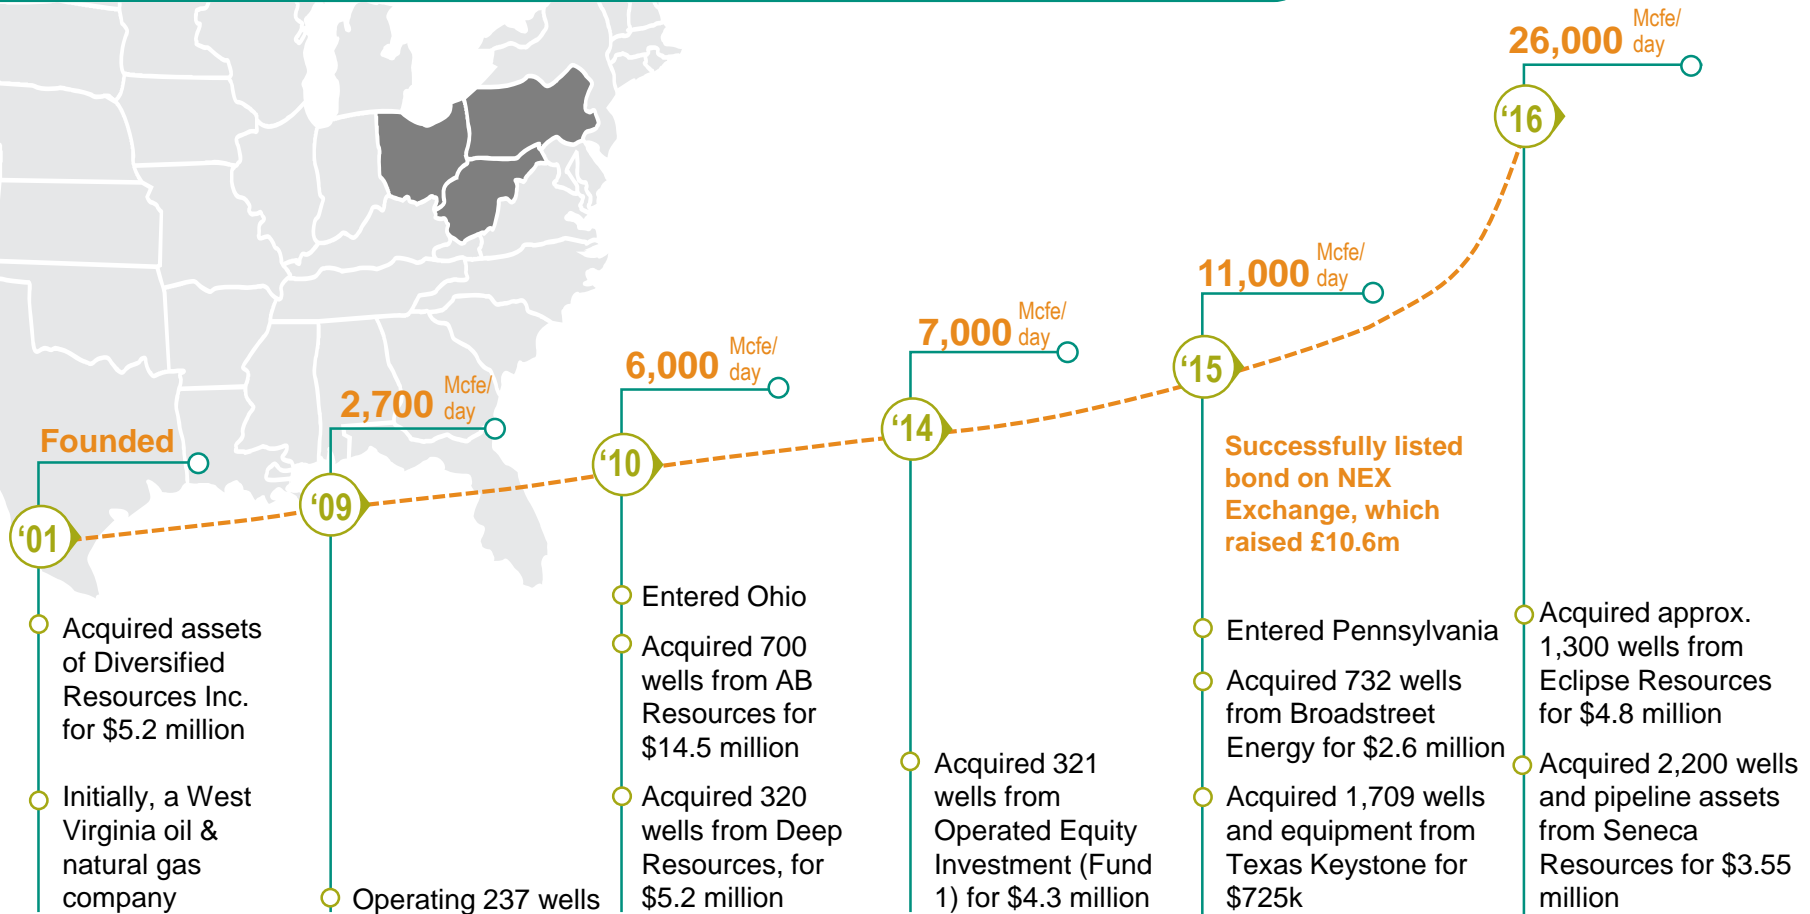 Founded
‘01
Acquired assets
of Diversified
Resources Inc.
for $5.2 million
Initially, a West
Virginia oil &
natural gas
company
2,700 Mcfe/
day
‘09
Operating 237 wells
6,000 Mcfe/
day
‘10
Entered Ohio
Acquired 700
wells from AB
Resources for
$14.5 million
Acquired 320
wells from Deep
Resources, for
$5.2 million
7,000 Mcfe/
day
‘14
Acquired 321
wells from
Operated Equity
Investment (Fund
1) for $4.3 million
11,000 Mcfe/
day
‘15
Successfully listed
bond on NEX
Exchange, which
raised £10.6m
Entered Pennsylvania
Acquired 732 wells
from Broadstreet
Energy for $2.6 million
Acquired 1,709 wells
and equipment from
Texas Keystone for
$725k
26,000 Mcfe/
day
‘16
Acquired approx.
1,300 wells from
Eclipse Resources
for $4.8 million
Acquired 2,200 wells
and pipeline assets
from Seneca
Resources for $3.55
million